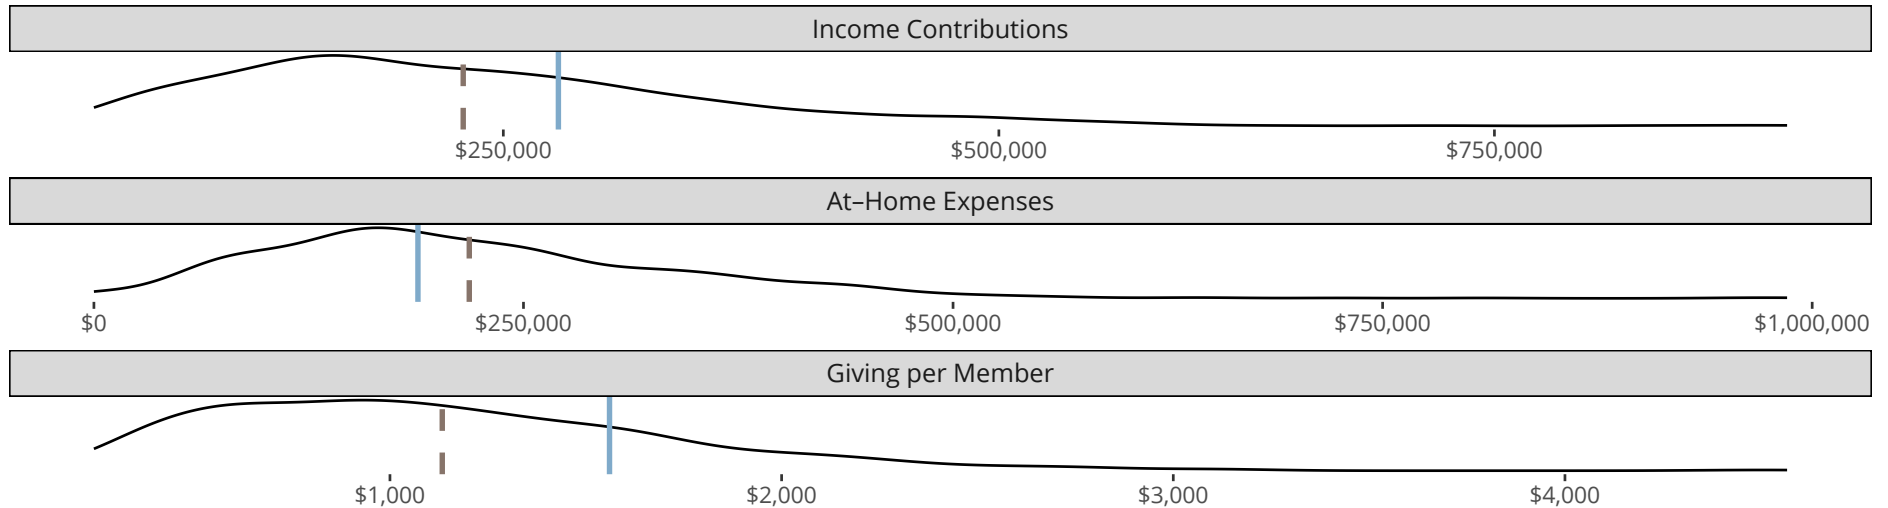 Income Contributions
$250,000 $500,000 $750,000
At–Home Expenses
$0 $250,000 $500,000 $750,000 $1,000,000
Giving per Member
$1,000 $2,000 $3,000 $4,000